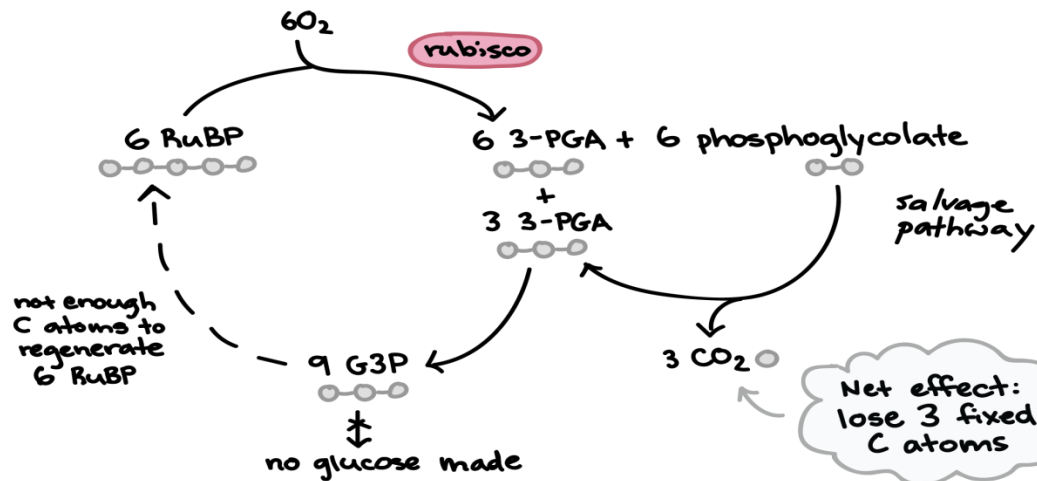 6O₂
rubisco
6 RuBP
6 3-PGA + 6 phosphoglycolate
+
3 3-PGA
salvage
pathway
not enough
C atoms to
regenerate
6 RuBP
9 G3P
3 CO₂
Net effect:
lose 3 fixed
C atoms
no glucose made